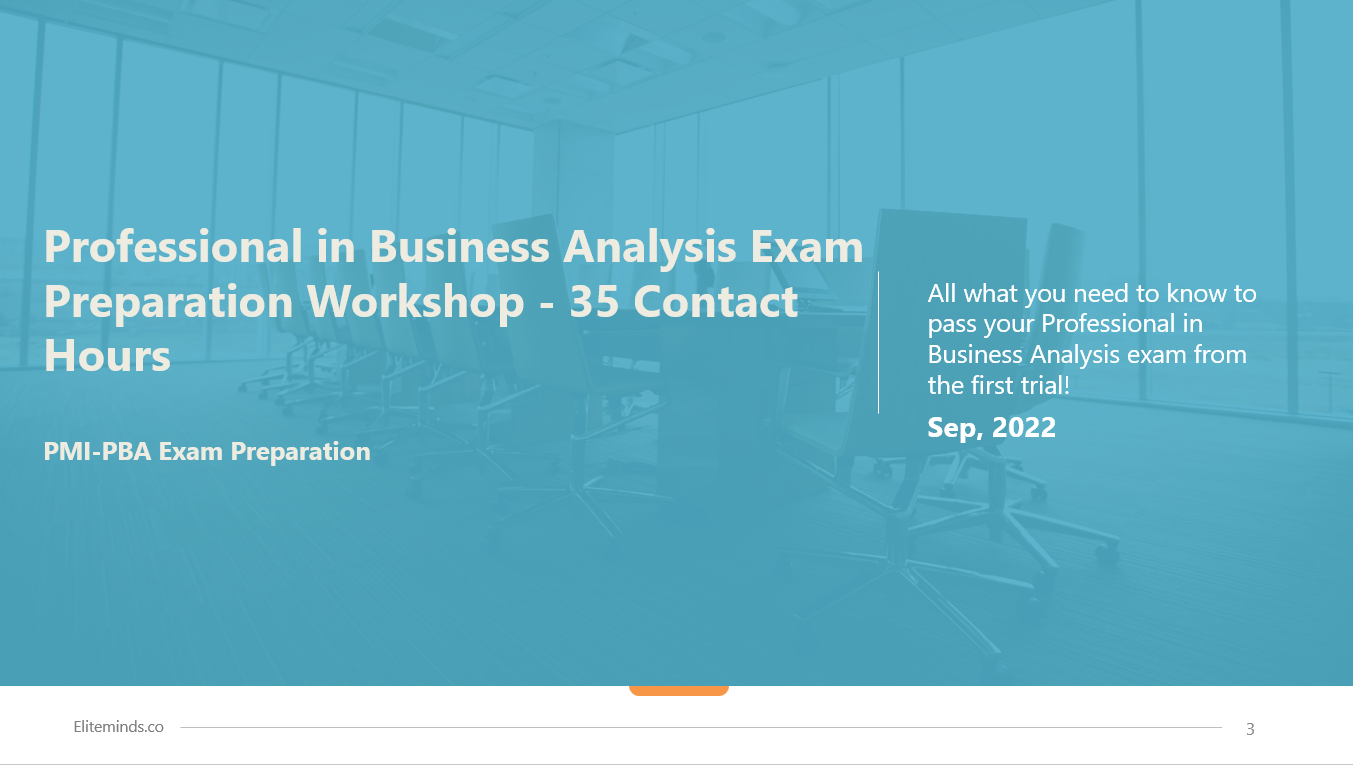 Professional in Business Analysis Exam
Preparation Workshop - 35 Contact
Hours
PMI-PBA Exam Preparation
All what you need to know to
pass your Professional in
Business Analysis exam from
the first trial!
Sep, 2022
Eliteminds.co
3